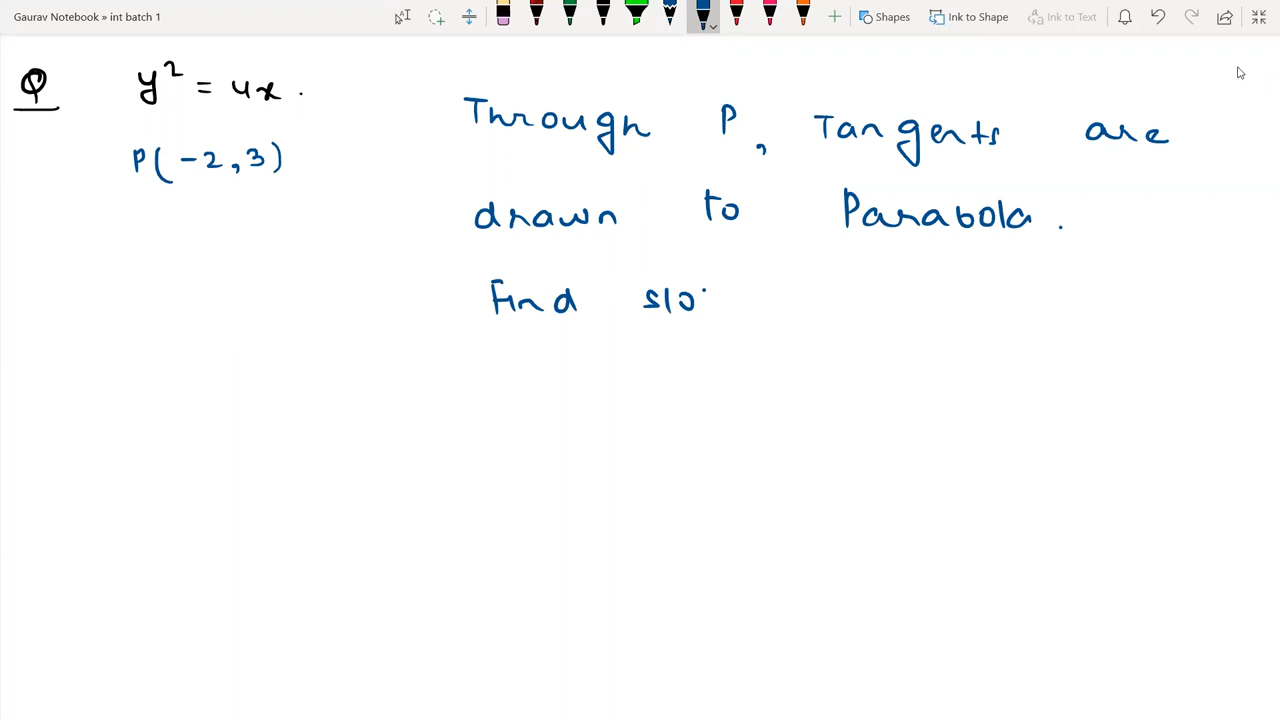 Gaurav Notebook » int batch 1
Shapes
Ink to Shape
Ink to Text
Q y² = 4x .
P(-2,3)
Through P, Tangents are
drawn to Parabola.
Find slo